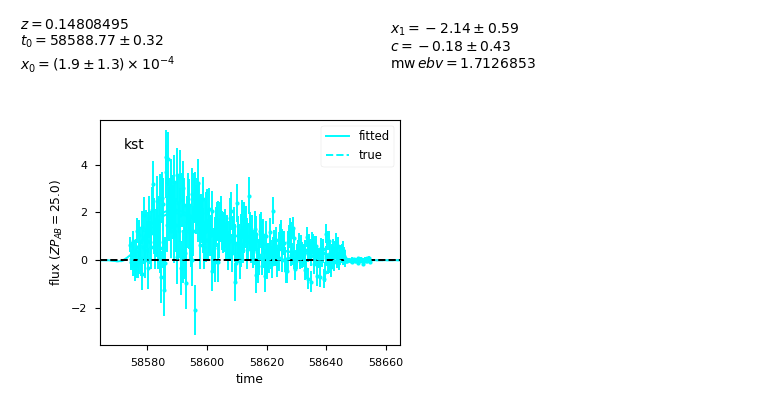 z = 0.14808495
t₀ = 58588.77 ± 0.32
x₀ = (1.9 ± 1.3) × 10⁻⁴
x₁ = −2.14 ± 0.59
c = −0.18 ± 0.43
mw ebv = 1.7126853
kst
fitted
true
flux (ZP_AB = 25.0)
4
2
0
−2
58580 58600 58620 58640 58660
time